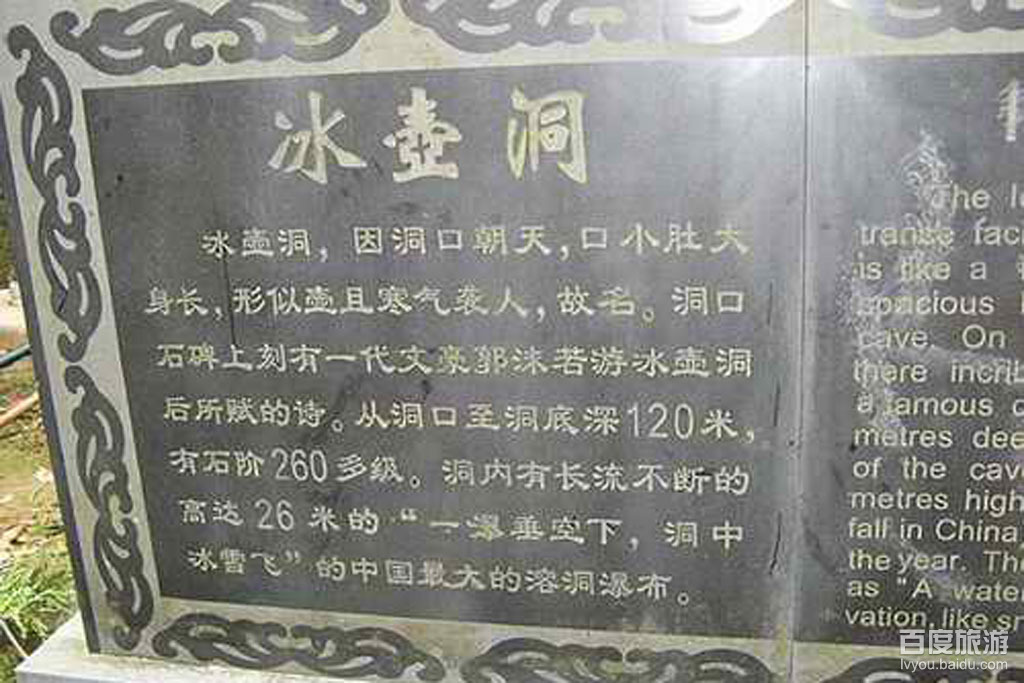 冰壺洞
冰壶洞，因洞口朝天，口小肚大
身长，形似壶且寒气袭人，故名。洞口
石碑上刻有一代文豪郭沫若游冰壶洞
后所赋的诗。从洞口至洞底深120米，
有石阶260多级。洞内有长流不断的
高达26米的“一瀑垂空下，洞中
冰雪飞”的中国最大的溶洞瀑布。
The
trance
is like a
spacious
cave. On
there incrib
a famous
metres dee
of the cave
metres high
fall in China
the year. The
as "A wate
vation, like sn
百度旅游
lvyou.baidu.com